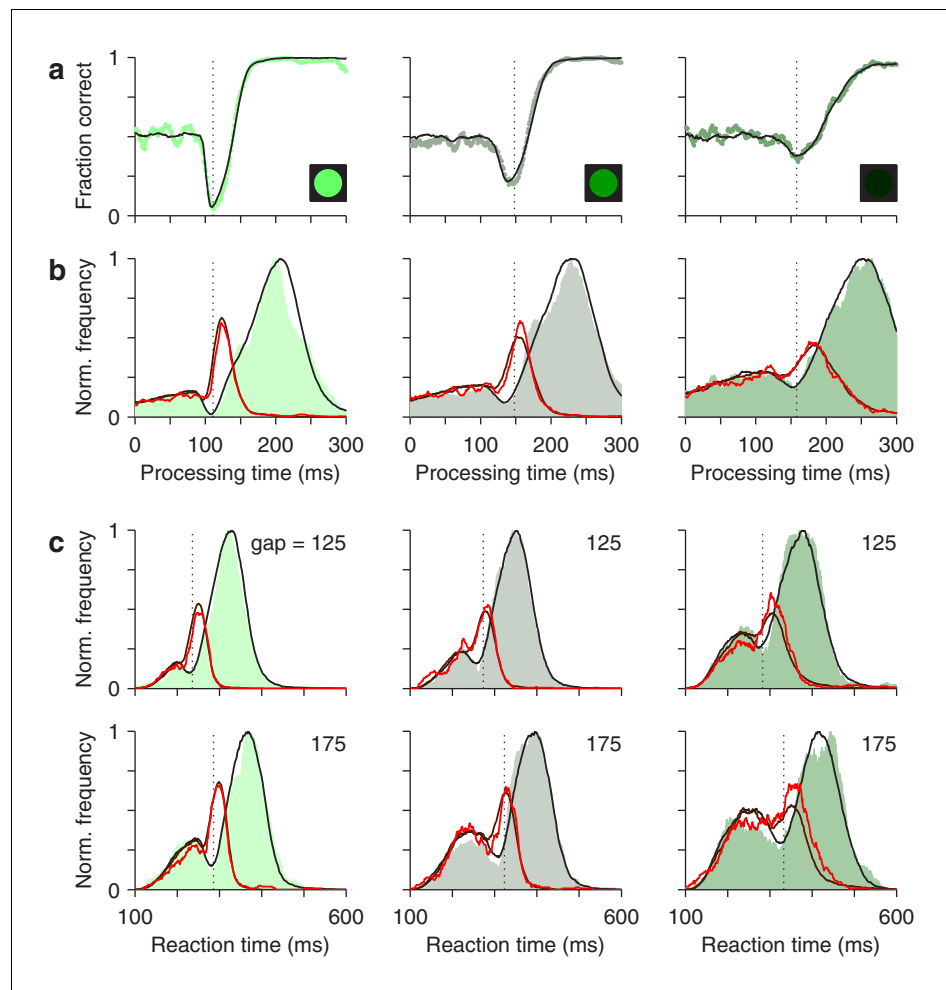 a
Fraction correct
1
0
b
Norm. frequency
1
0
0 100 200 300
0 100 200 300
0 100 200 300
Processing time (ms)
Processing time (ms)
Processing time (ms)
c
Norm. frequency
1
0
gap = 125
125
125
Norm. frequency
1
0
175
175
175
100 600
100 600
100 600
Reaction time (ms)
Reaction time (ms)
Reaction time (ms)